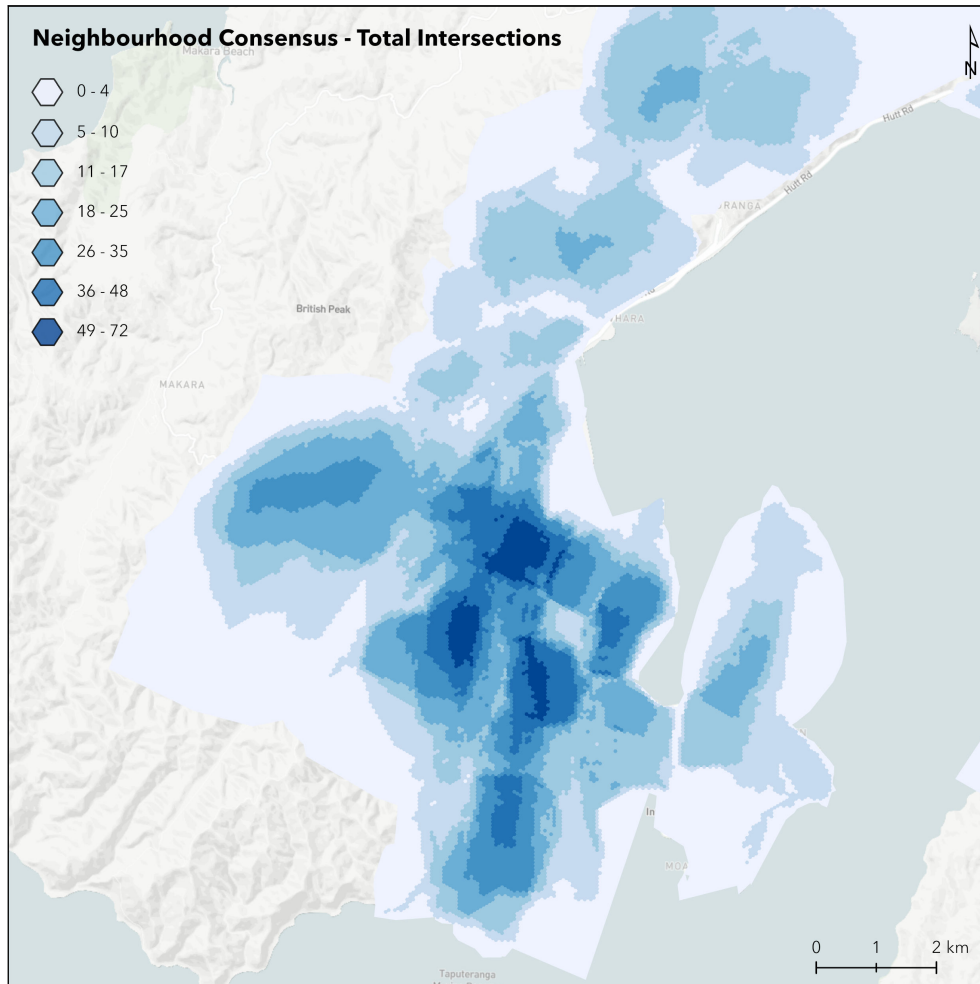 Neighbourhood Consensus - Total Intersections
Makara Beach
0 - 4
5 - 10
11 - 17
18 - 25
26 - 35
36 - 48
49 - 72
N
Hutt Rd
Hutt Rd
RANGA
British Peak
HARA
MAKARA
In
MOA
0 1 2 km
Taputeranga